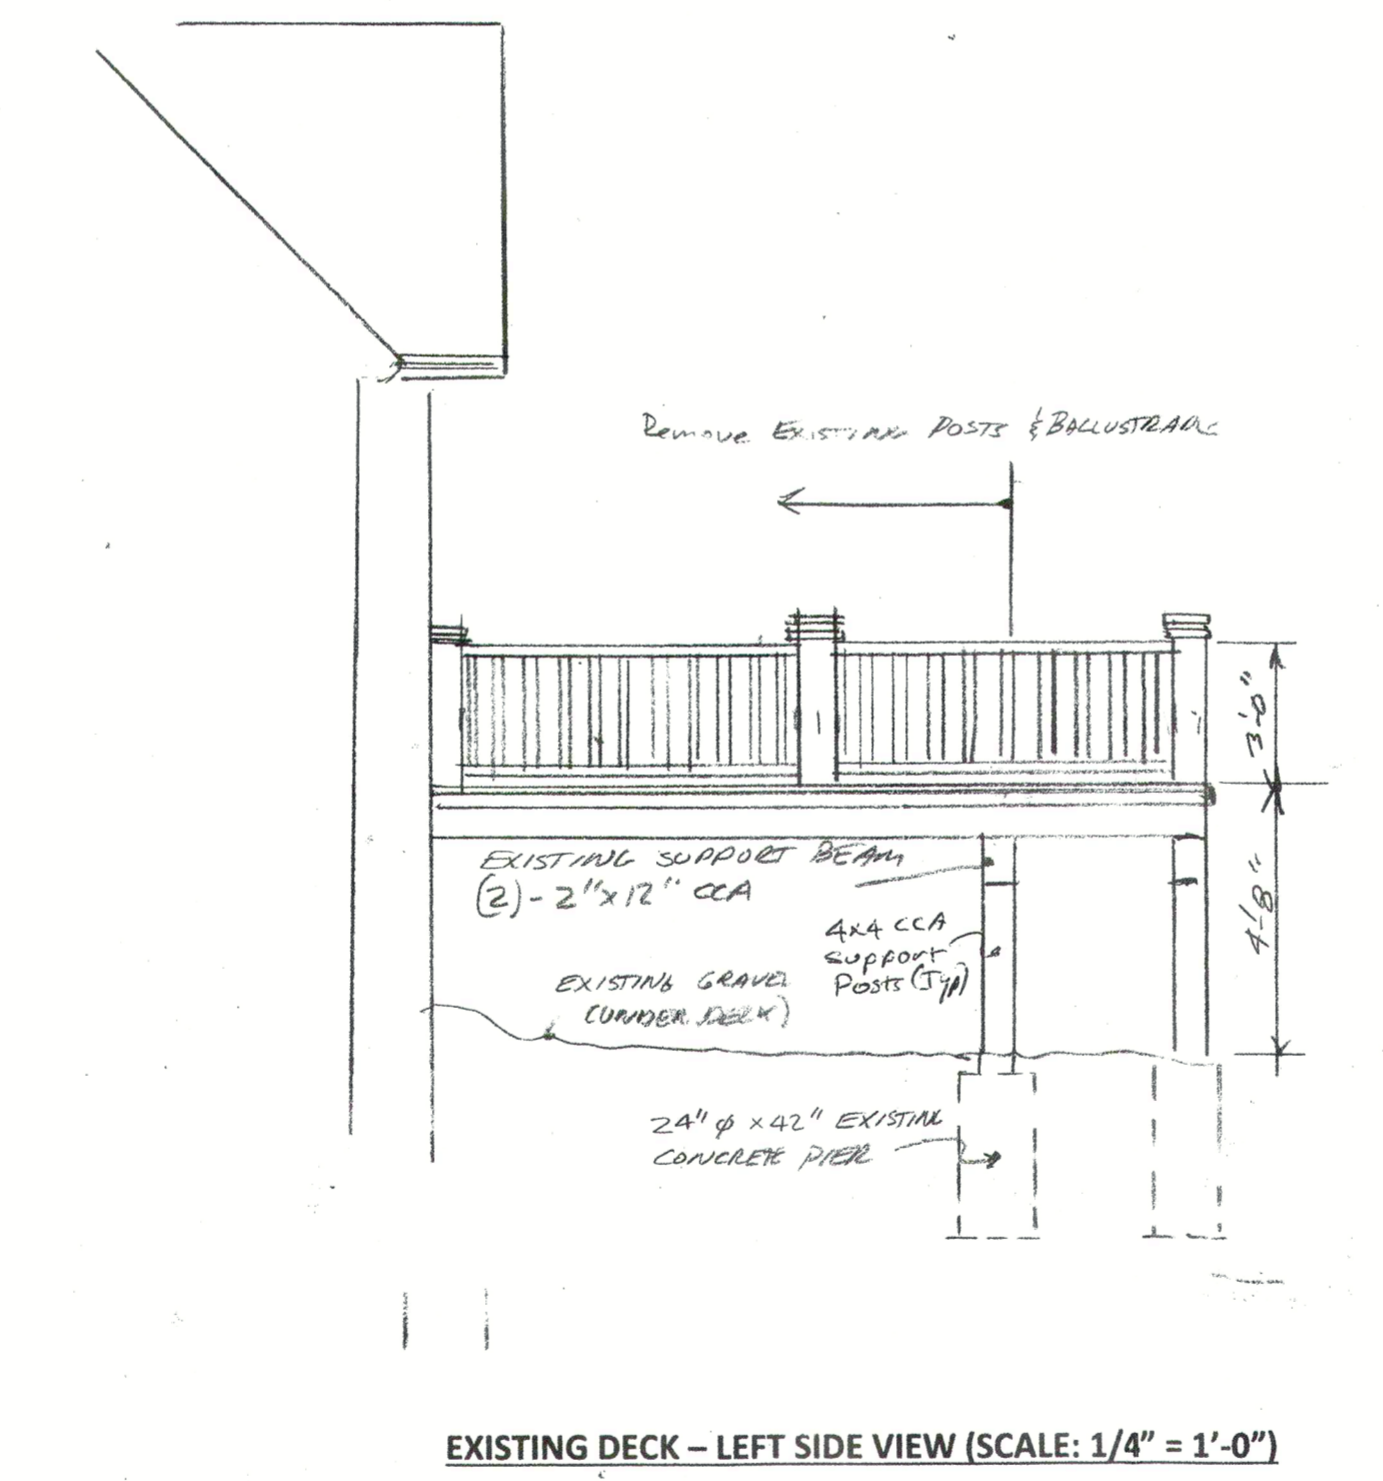 Remove EXISTING POSTS & BALLUSTRADE
3'-0"
EXISTING SUPPORT BEAM
(2) - 2"x12" CCA
4'-8"
4x4 CCA
support
Posts (Typ)
EXISTING GRAVEL
(UNDER DECK)
24" φ x 42" EXISTING
CONCRETE PIER
EXISTING DECK – LEFT SIDE VIEW (SCALE: 1/4” = 1’-0”)